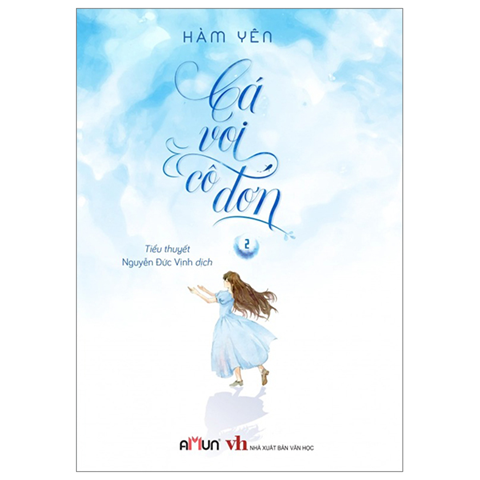 HÀM YÊN
Cá
voi
cô
đơn
2
Tiểu thuyết
Nguyễn Đức Vịnh dịch
AMUN vh NHÀ XUẤT BẢN VĂN HỌC